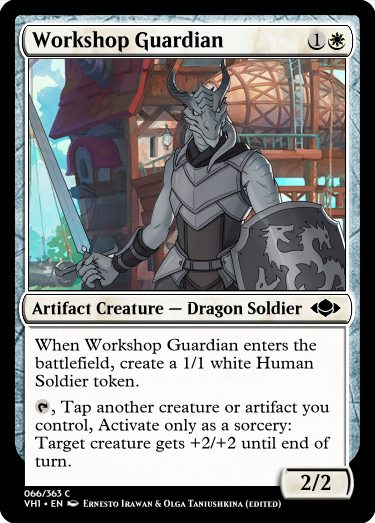 Workshop Guardian 1
Artifact Creature — Dragon Soldier
When Workshop Guardian enters the
battlefield, create a 1/1 white Human
Soldier token.
, Tap another creature or artifact you
control, Activate only as a sorcery:
Target creature gets +2/+2 until end of
turn.
2/2
066/363 C
VHI • EN Ernesto Irawan & Olga Taniushkina (edited)